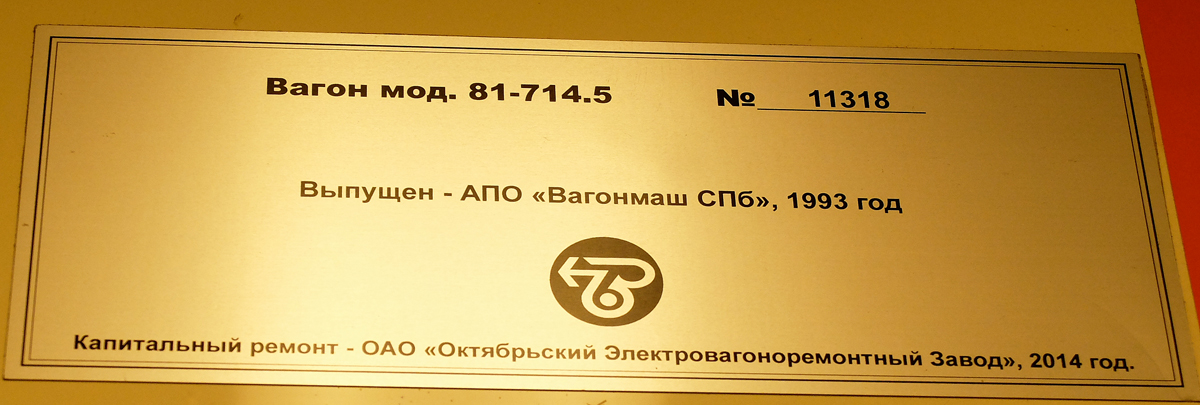 Вагон мод. 81-714.5 № 11318
Выпущен - АПО «Вагонмаш СПб», 1993 год
Капитальный ремонт - ОАО «Октябрьский Электровагоноремонтный Завод», 2014 год.